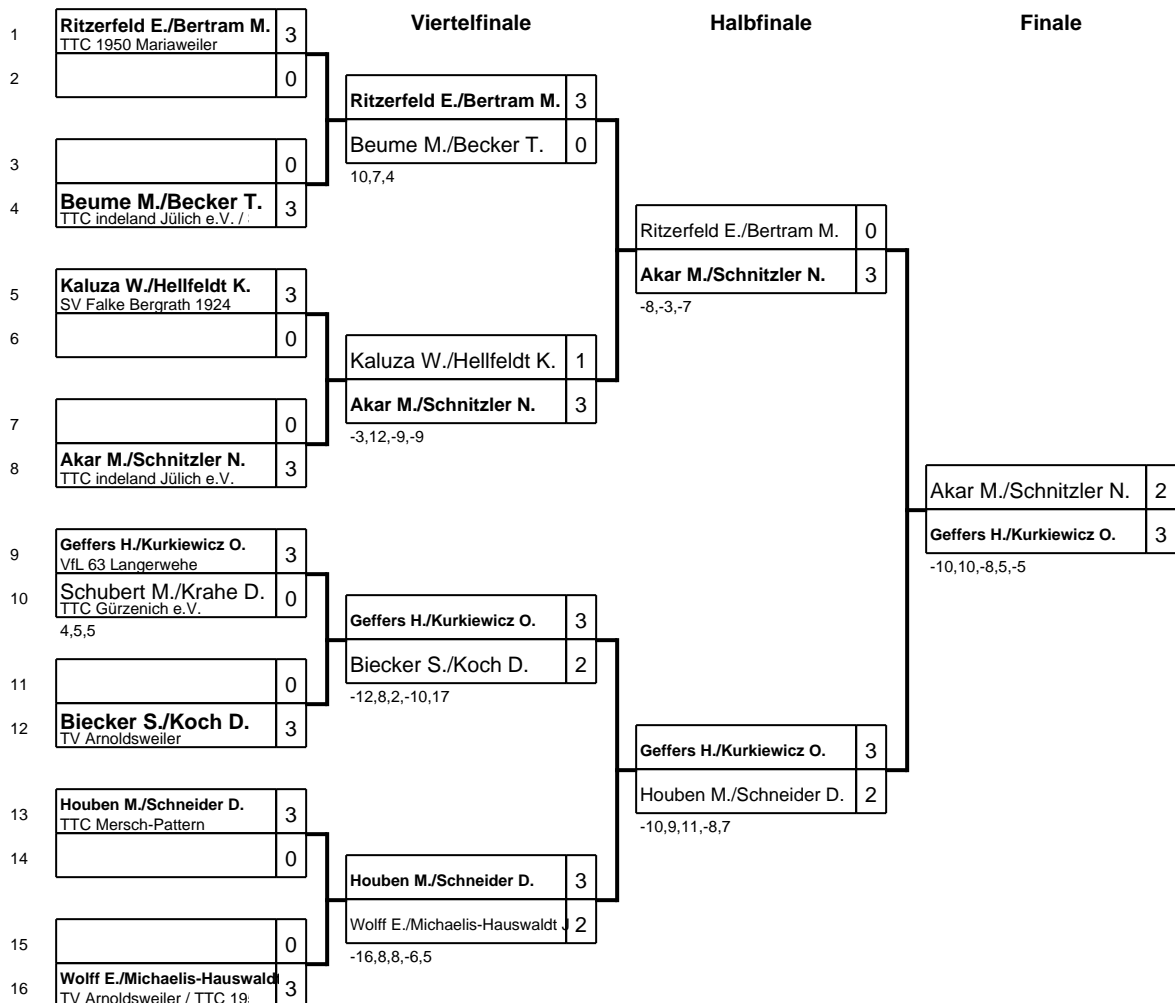 Viertelfinale
Halbfinale
Finale
1
Ritzerfeld E./Bertram M. 3
TTC 1950 Mariaweiler
2
0
3
0
4
Beume M./Becker T. 3
TTC indeland Jülich e.V. /
5
Kaluza W./Hellfeldt K. 3
SV Falke Bergrath 1924
6
0
7
0
8
Akar M./Schnitzler N. 3
TTC indeland Jülich e.V.
9
Geffers H./Kurkiewicz O. 3
VfL 63 Langerwehe
10
Schubert M./Krahe D. 0
TTC Gürzenich e.V.
4,5,5
11
0
12
Biecker S./Koch D. 3
TV Arnoldsweiler
13
Houben M./Schneider D. 3
TTC Mersch-Pattern
14
0
15
0
16
Wolff E./Michaelis-Hauswald 3
TV Arnoldsweiler / TTC 19
Ritzerfeld E./Bertram M. 3
Beume M./Becker T. 0
10,7,4
Kaluza W./Hellfeldt K. 1
Akar M./Schnitzler N. 3
-3,12,-9,-9
Geffers H./Kurkiewicz O. 3
Biecker S./Koch D. 2
-12,8,2,-10,17
Houben M./Schneider D. 3
Wolff E./Michaelis-Hauswaldt J 2
-16,8,8,-6,5
Ritzerfeld E./Bertram M. 0
Akar M./Schnitzler N. 3
-8,-3,-7
Geffers H./Kurkiewicz O. 3
Houben M./Schneider D. 2
-10,9,11,-8,7
Akar M./Schnitzler N. 2
Geffers H./Kurkiewicz O. 3
-10,10,-8,5,-5